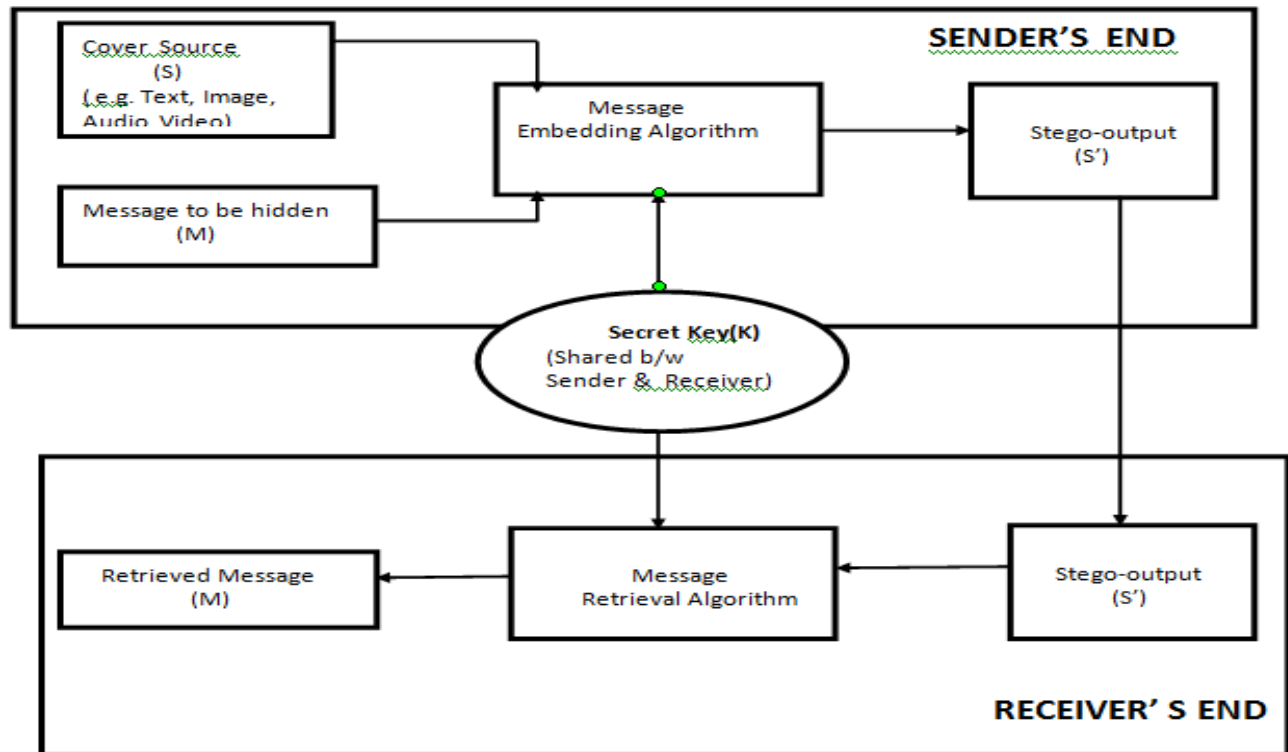 SENDER'S END
Cover Source
(S)
(e.g. Text, Image,
Audio Video)
Message
Embedding Algorithm
Stego-output
(S')
Message to be hidden
(M)
Secret Key(K)
(Shared b/w
Sender & Receiver)
Retrieved Message
(M)
Message
Retrieval Algorithm
Stego-output
(S')
RECEIVER' S END